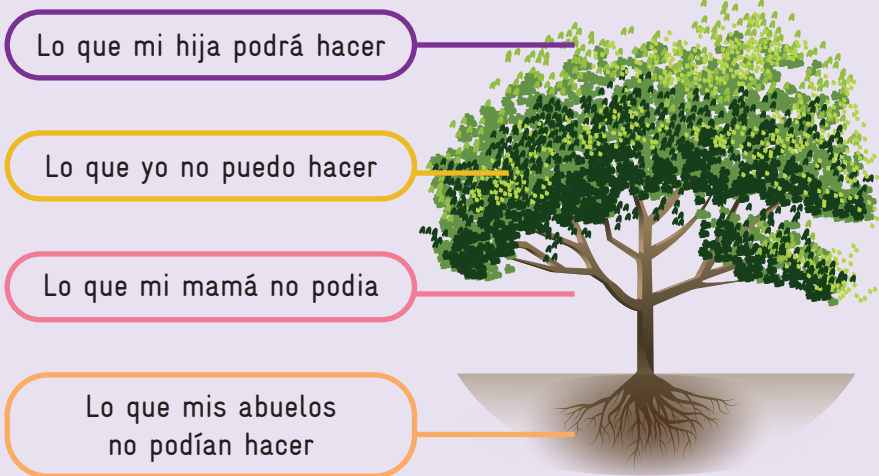 Lo que mi hija podrá hacer
Lo que yo no puedo hacer
Lo que mi mamá no podia
Lo que mis abuelos
no podían hacer